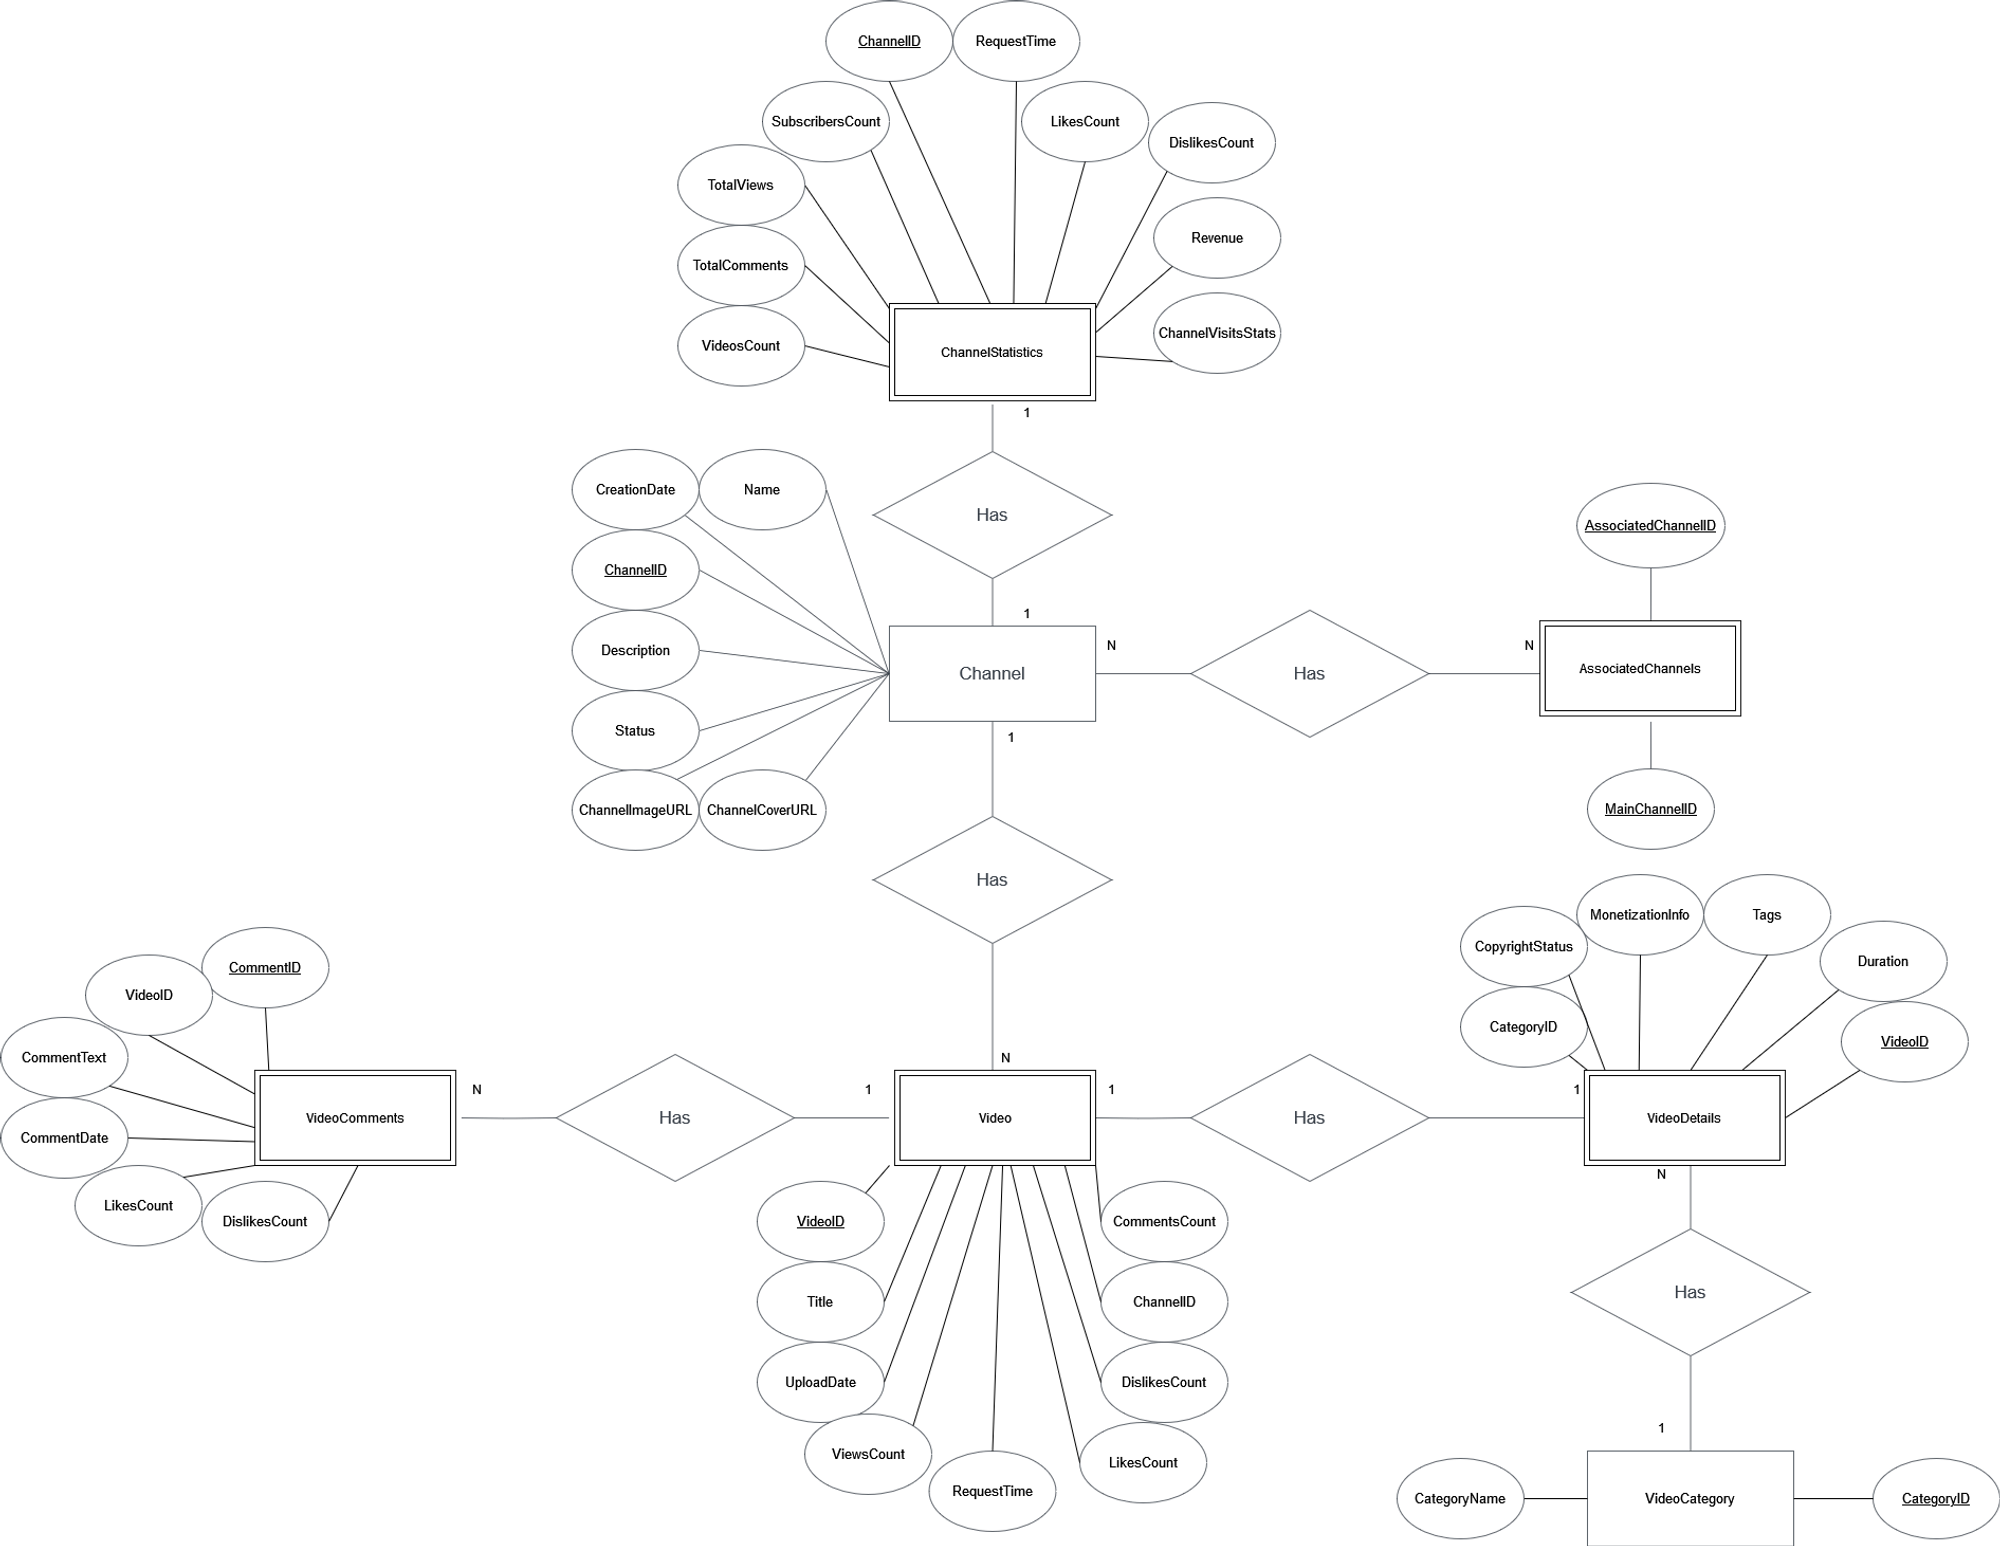 ChannelID
RequestTime
SubscribersCount
LikesCount
DislikesCount
TotalViews
Revenue
TotalComments
ChannelVisitsStats
VideosCount
ChannelStatistics
1
Has
1
CreationDate
Name
ChannelID
Description
Status
ChannelImageURL
ChannelCoverURL
Channel
N
Has
N
AssociatedChannelID
AssociatedChannels
MainChannelID
1
Has
N
CommentID
VideoID
CommentText
CommentDate
LikesCount
DislikesCount
VideoComments
N
Has
1
Video
1
Has
1
VideoID
Title
UploadDate
ViewsCount
RequestTime
LikesCount
DislikesCount
ChannelID
CommentsCount
MonetizationInfo
Tags
CopyrightStatus
Duration
CategoryID
VideoID
VideoDetails
N
Has
1
CategoryName
VideoCategory
CategoryID